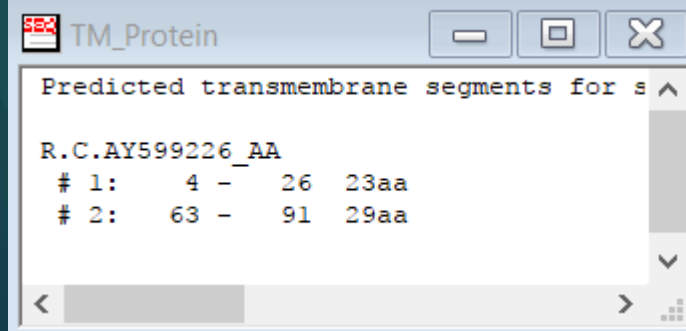 TM_Protein
Predicted transmembrane segments for s
R.C.AY599226_AA
# 1: 4 - 26 23aa
# 2: 63 - 91 29aa